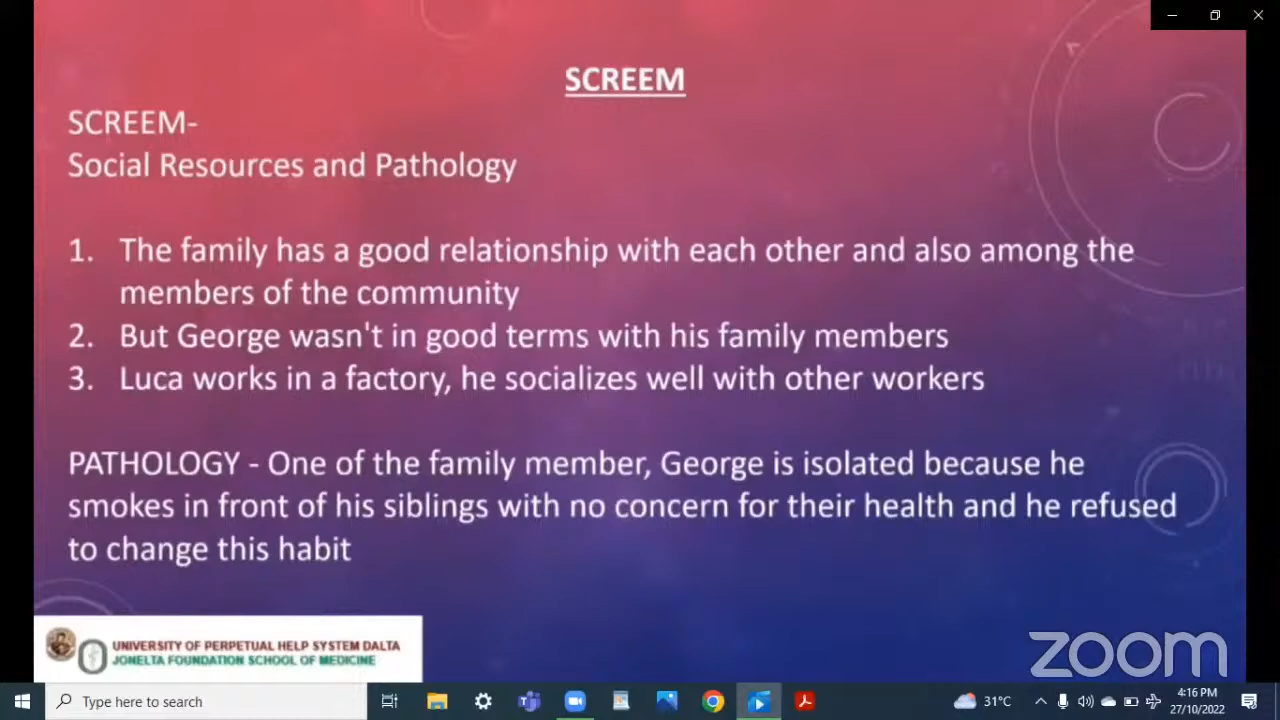 SCREEM
SCREEM-
Social Resources and Pathology
1. The family has a good relationship with each other and also among the
members of the community
2. But George wasn't in good terms with his family members
3. Luca works in a factory, he socializes well with other workers
PATHOLOGY - One of the family member, George is isolated because he
smokes in front of his siblings with no concern for their health and he refused
to change this habit
UNIVERSITY OF PERPETUAL HELP SYSTEM DALTA
JONELTA FOUNDATION SCHOOL OF MEDICINE
zoom
Type here to search
31°C
4:16 PM
27/10/2022